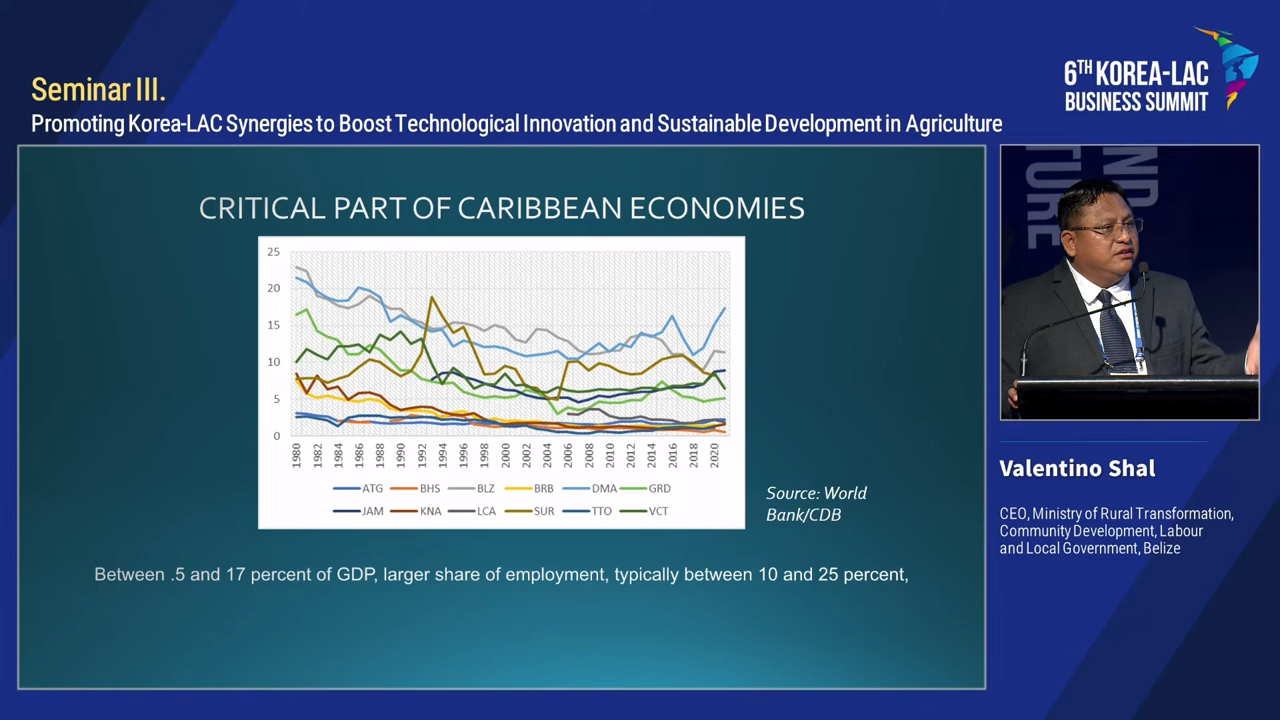 Seminar III.
Promoting Korea-LAC Synergies to Boost Technological Innovation and Sustainable Development in Agriculture
6TH KOREA-LAC
BUSINESS SUMMIT
CRITICAL PART OF CARIBBEAN ECONOMIES
25
20
15
10
5
0
1980 1982 1984 1986 1988 1990 1992 1994 1996 1998 2000 2002 2004 2006 2008 2010 2012 2014 2016 2018 2020
ATG BHS BLZ BRB DMA GRD
JAM KNA LCA SUR TTO VCT
Source: World
Bank/CDB
Between .5 and 17 percent of GDP, larger share of employment, typically between 10 and 25 percent,
Valentino Shal
CEO, Ministry of Rural Transformation,
Community Development, Labour
and Local Government, Belize